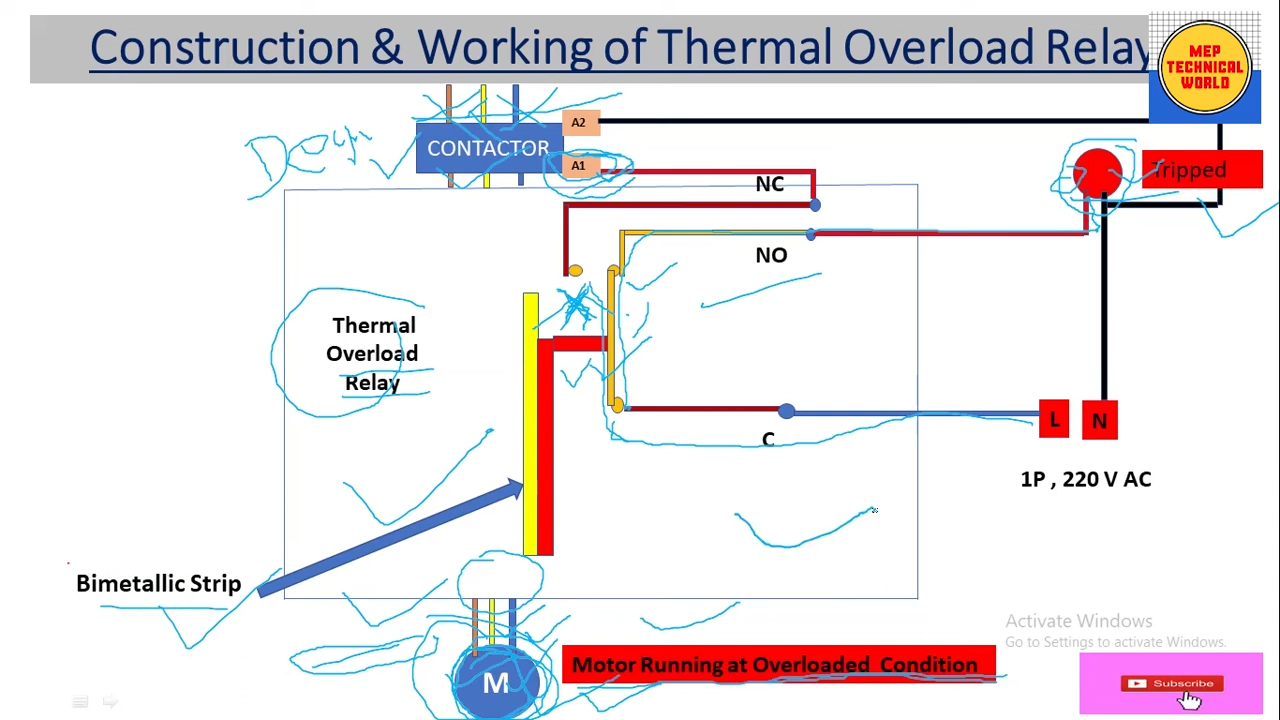 Construction & Working of Thermal Overload Relay
MEP
TECHNICAL
WORLD
A2
CONTACTOR
A1
NC
Tripped
NO
Thermal
Overload
Relay
C
L
N
1P , 220 V AC
Bimetallic Strip
Activate Windows
Go to Settings to activate Windows.
M
Motor Running at Overloaded Condition
Subscribe